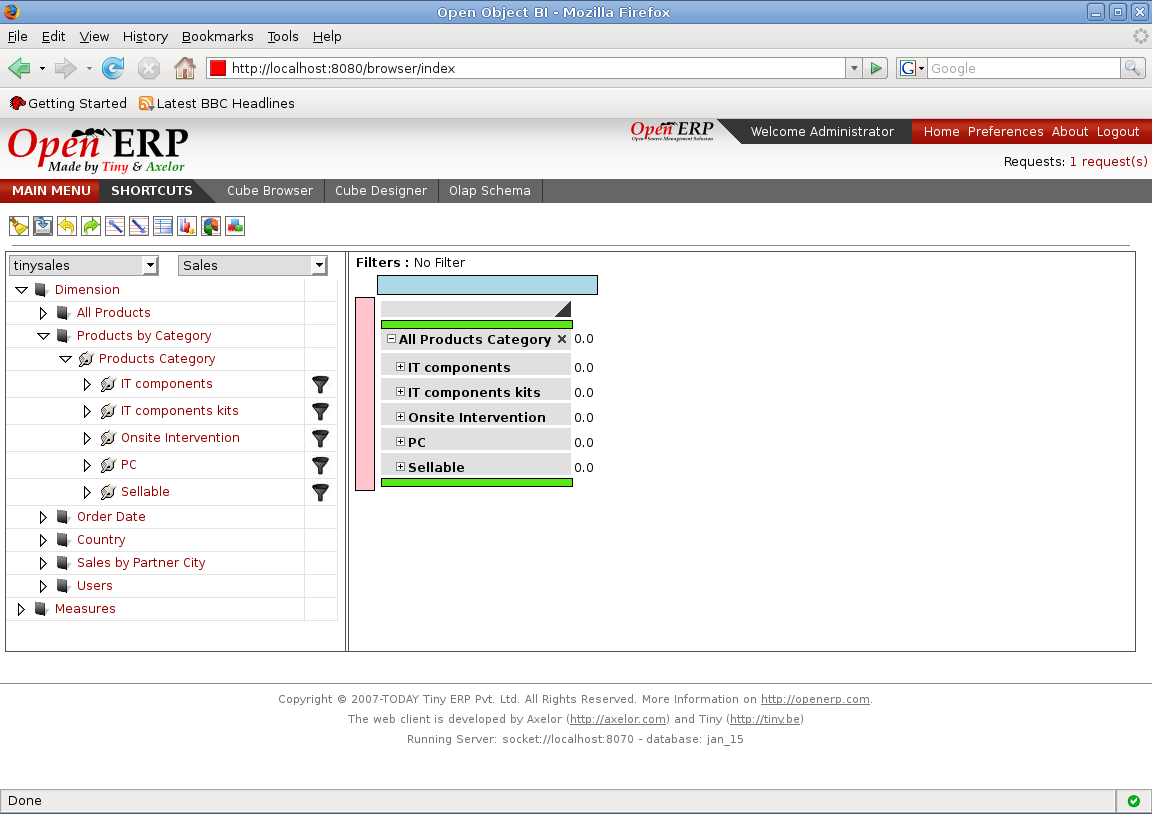 Open Object BI - Mozilla Firefox
File Edit View History Bookmarks Tools Help
http://localhost:8080/browser/index
Google
Getting Started Latest BBC Headlines
Open ERP
Made by Tiny & Axelor
Open ERP
Open Source Management Solution
Welcome Administrator
Home Preferences About Logout
Requests: 1 request(s)
MAIN MENU SHORTCUTS Cube Browser Cube Designer Olap Schema
tinysales Sales
Dimension
All Products
Products by Category
Products Category
IT components
IT components kits
Onsite Intervention
PC
Sellable
Order Date
Country
Sales by Partner City
Users
Measures
Filters : No Filter
All Products Category 0.0
IT components 0.0
IT components kits 0.0
Onsite Intervention 0.0
PC 0.0
Sellable 0.0
Copyright © 2007-TODAY Tiny ERP Pvt. Ltd. All Rights Reserved. More Information on http://openerp.com.
The web client is developed by Axelor (http://axelor.com) and Tiny (http://tiny.be)
Running Server: socket://localhost:8070 - database: jan_15
Done